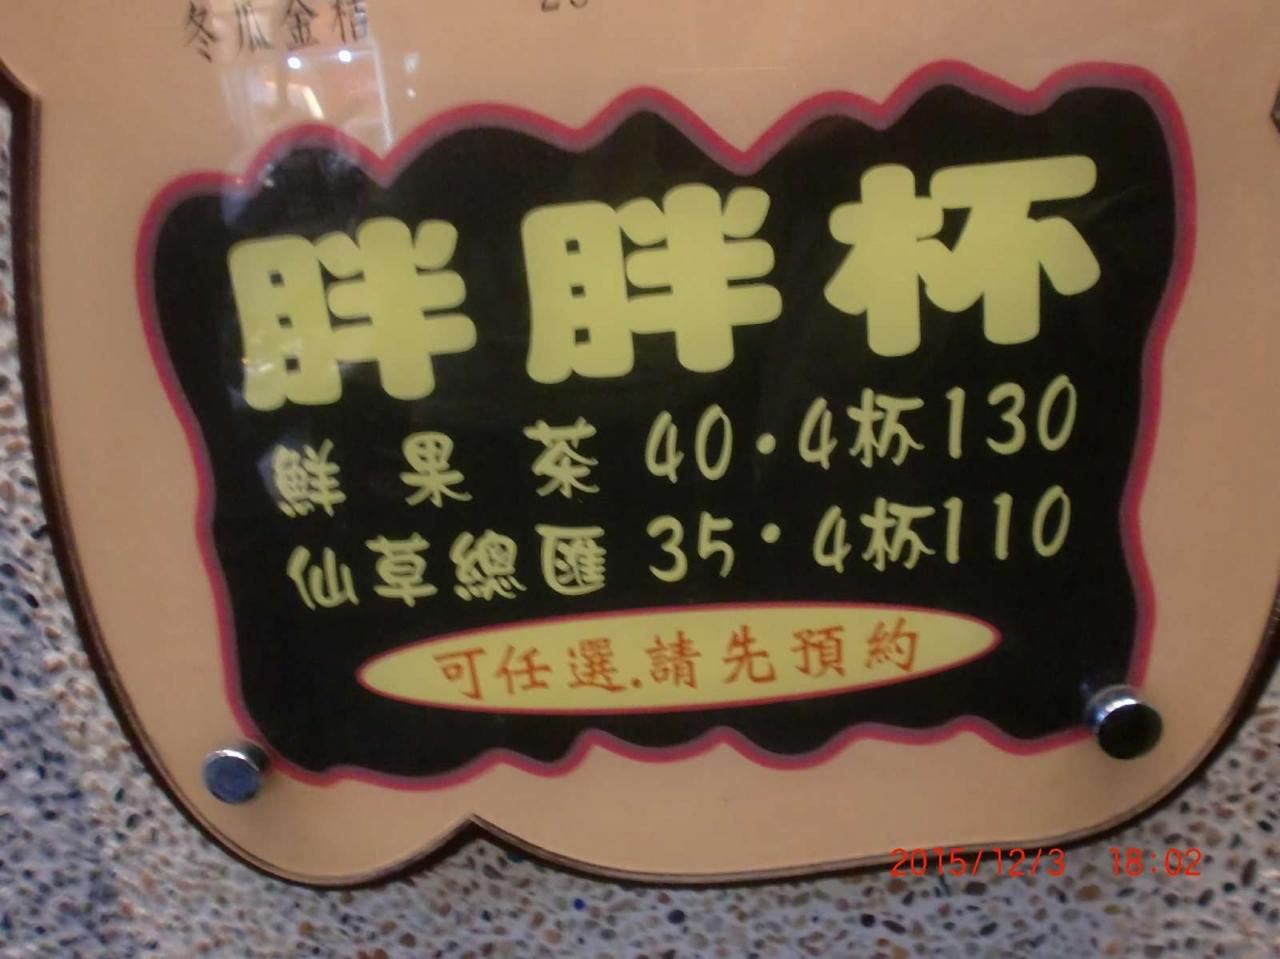 冬瓜金桔
胖胖杯
鮮果茶 40·4杯130
仙草總匯 35·4杯110
可任選.請先預約
2015/12/3 18:02